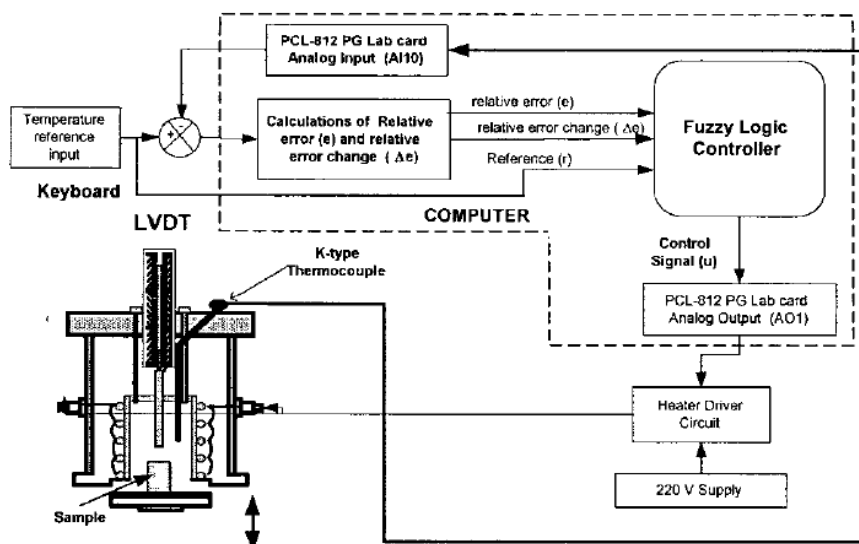 PCL-812 PG Lab card
Analog Input (AI10)
Temperature
reference
input
Keyboard
+
-
Calculations of Relative
error (e) and relative
error change ( Δe)
relative error (e)
relative error change ( Δe)
Reference (r)
Fuzzy Logic
Controller
COMPUTER
LVDT
K-type
Thermocouple
Control
Signal (u)
PCL-812 PG Lab card
Analog Output (AO1)
Heater Driver
Circuit
220 V Supply
Sample